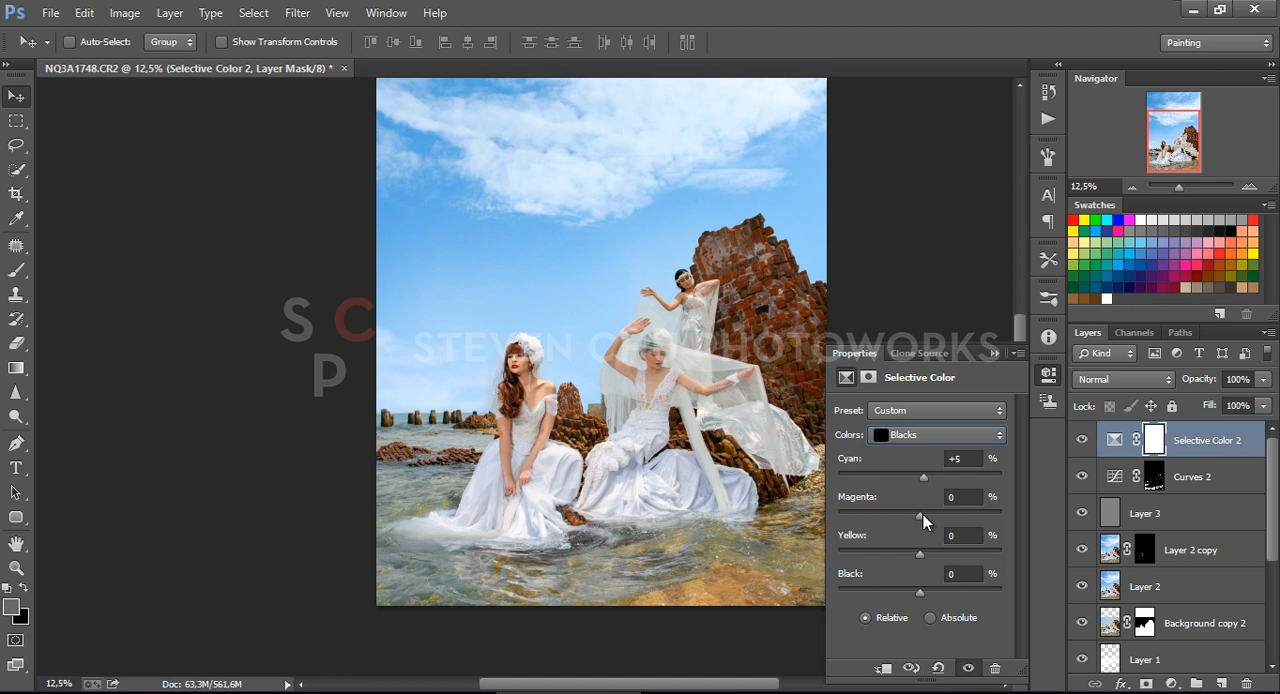 Ps File Edit Image Layer Type Select Filter View Window Help
Auto-Select: Group Show Transform Controls Painting
NQ3A1748.CR2 @ 12,5% (Selective Color 2, Layer Mask/8) * ×
Navigator
12,5%
Swatches
S C
P
STEVEN PHOTOWORKS
Layers Channels Paths
Kind
Normal Opacity: 100%
Lock: Fill: 100%
Selective Color 2
Curves 2
Layer 3
Layer 2 copy
Layer 2
Background copy 2
Layer 1
Properties Clone Source
Selective Color
Preset: Custom
Colors: Blacks
Cyan: +5 %
Magenta: 0 %
Yellow: 0 %
Black: 0 %
Relative Absolute
12,5% Doc: 63,3M/561,6M